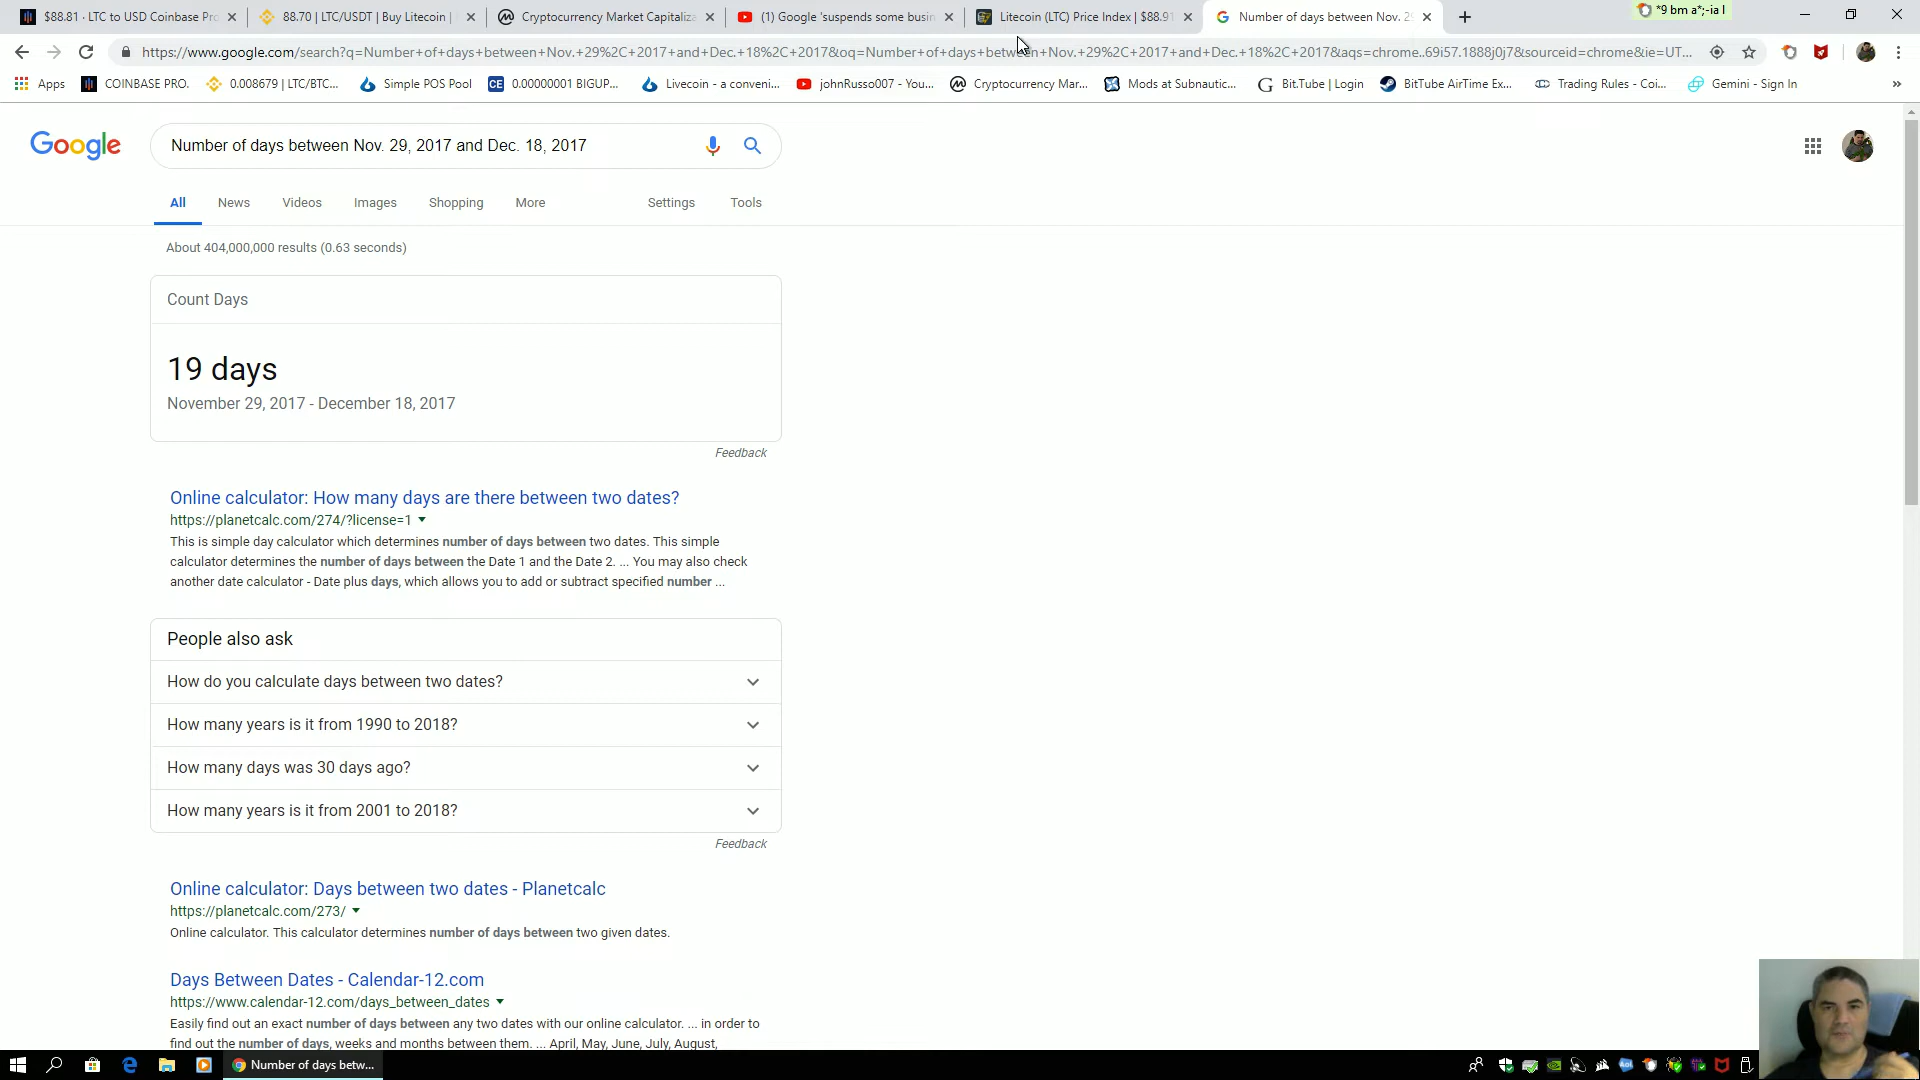 $88.81 · LTC to USD Coinbase Pro
88.70 | LTC/USDT | Buy Litecoin |
Cryptocurrency Market Capitaliza
(1) Google 'suspends some busin
Litecoin (LTC) Price Index | $88.91
Number of days between Nov. 29
*9 bm a*;-ia l
https://www.google.com/search?q=Number+of+days+between+Nov.+29%2C+2017+and+Dec.+18%2C+2017&oq=Number+of+days+between+Nov.+29%2C+2017+and+Dec.+18%2C+2017&aqs=chrome..69i57.1888j0j7&sourceid=chrome&ie=UT...
Apps
COINBASE PRO.
0.008679 | LTC/BTC...
Simple POS Pool
CE 0.00000001 BIGUP...
Livecoin - a conveni...
johnRusso007 - You...
Cryptocurrency Mar...
Mods at Subnautic...
Bit.Tube | Login
BitTube AirTime Ex...
Trading Rules - Coi...
Gemini - Sign In
»
Google
Number of days between Nov. 29, 2017 and Dec. 18, 2017
All News Videos Images Shopping More Settings Tools
About 404,000,000 results (0.63 seconds)
Count Days
19 days
November 29, 2017 - December 18, 2017
Feedback
Online calculator: How many days are there between two dates?
https://planetcalc.com/274/?license=1
This is simple day calculator which determines number of days between two dates. This simple
calculator determines the number of days between the Date 1 and the Date 2. ... You may also check
another date calculator - Date plus days, which allows you to add or subtract specified number ...
People also ask
How do you calculate days between two dates?
How many years is it from 1990 to 2018?
How many days was 30 days ago?
How many years is it from 2001 to 2018?
Feedback
Online calculator: Days between two dates - Planetcalc
https://planetcalc.com/273/
Online calculator. This calculator determines number of days between two given dates.
Days Between Dates - Calendar-12.com
https://www.calendar-12.com/days_between_dates
Easily find out an exact number of days between any two dates with our online calculator. ... in order to
find out the number of days, weeks and months between them. ... April, May, June, July, August,
Number of days betw...